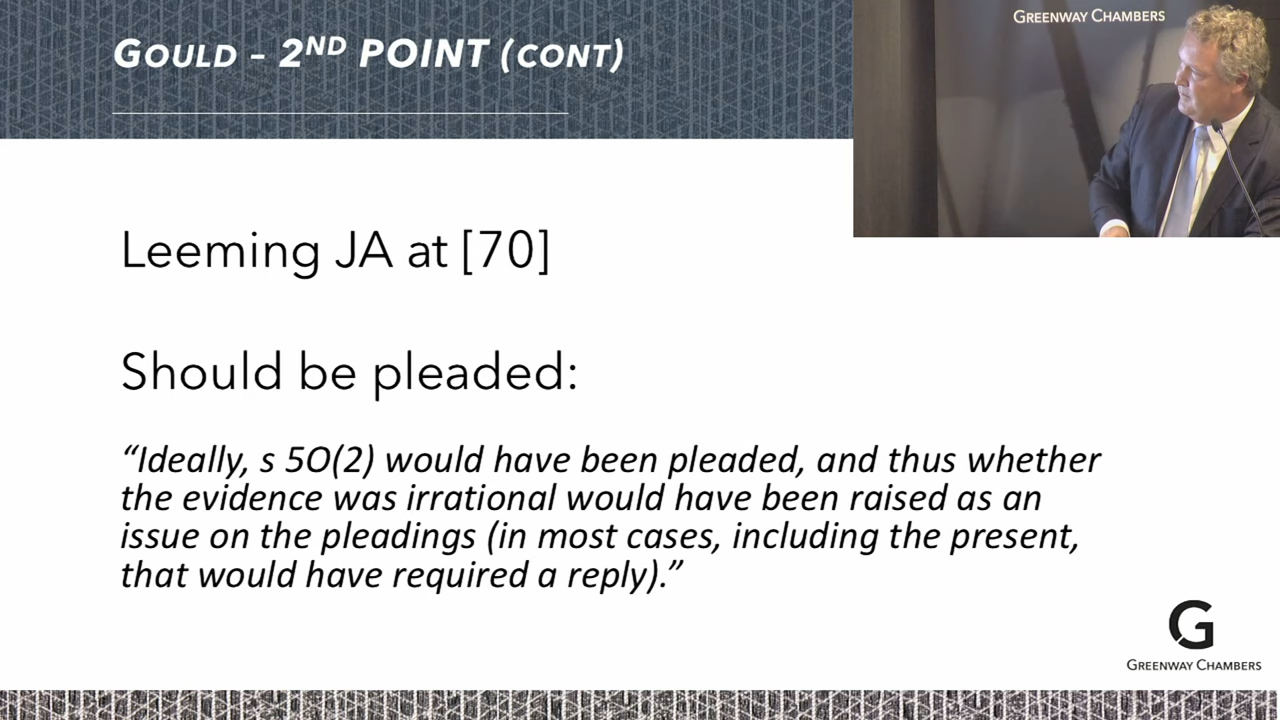 GOULD – 2ND POINT (CONT)
GREENWAY CHAMBERS
Leeming JA at [70]
Should be pleaded:
“Ideally, s 5O(2) would have been pleaded, and thus whether
the evidence was irrational would have been raised as an
issue on the pleadings (in most cases, including the present,
that would have required a reply).”
G
GREENWAY CHAMBERS